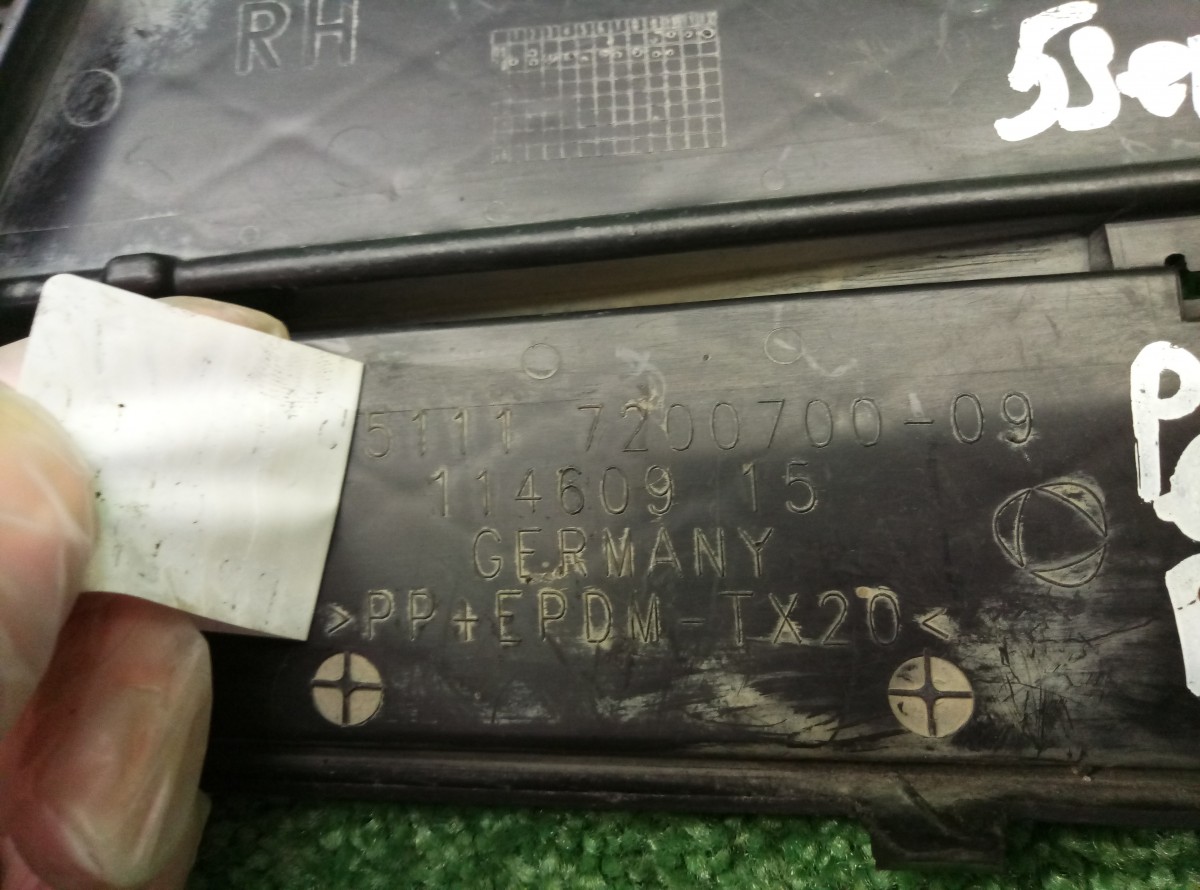 RH
5111 7200700-09
114609 15
GERMANY
>PP+EPDM-TX20<